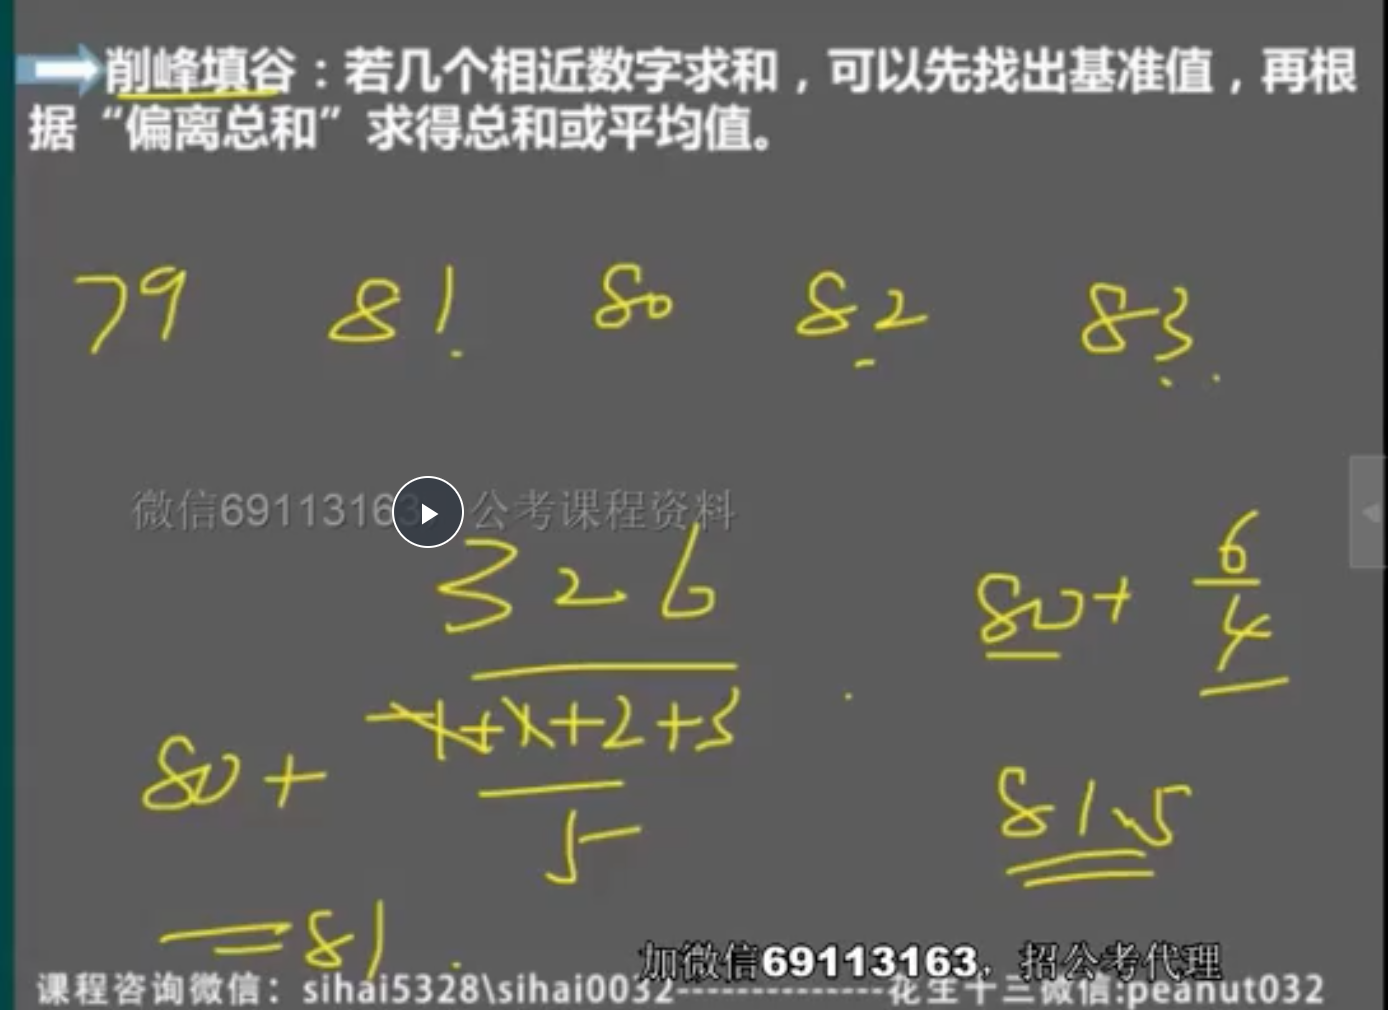 削峰填谷：若几个相近数字求和，可以先找出基准值，再根
据“偏离总和”求得总和或平均值。
79 81 80 82 83
微信6911316 公考课程资料
326
80+ 6/4
80+ -1+1+2+3/5
81.5
=81
加微信69113163，招公考代理
课程咨询微信：sihai5328\sihai0032--------------花生十三微信:peanut032